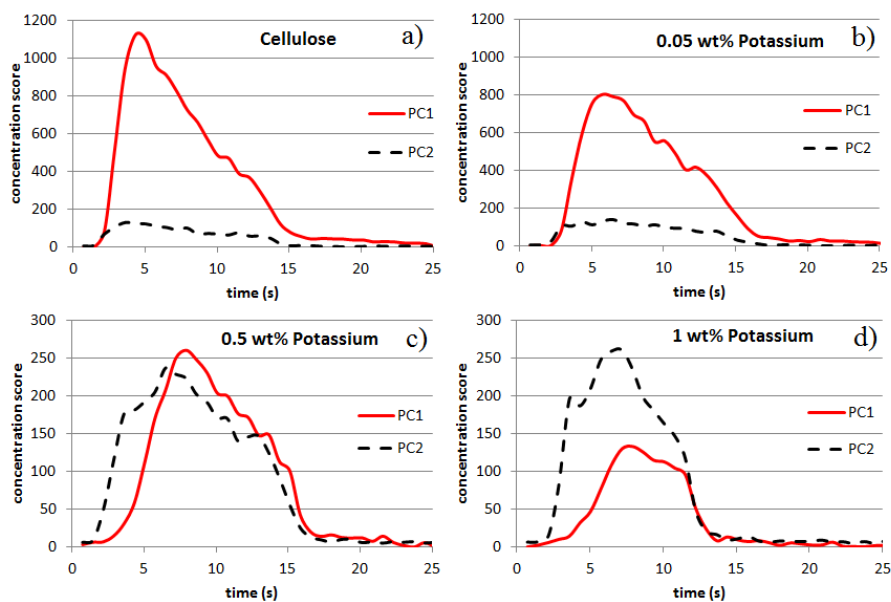 Cellulose
a)
concentration score
1200
1000
800
600
400
200
0
PC1
PC2
0 5 10 15 20 25
time (s)
0.05 wt% Potassium
b)
concentration score
1200
1000
800
600
400
200
0
PC1
PC2
0 5 10 15 20 25
time (s)
0.5 wt% Potassium
c)
concentration score
300
250
200
150
100
50
0
PC1
PC2
0 5 10 15 20 25
time (s)
1 wt% Potassium
d)
concentration score
300
250
200
150
100
50
0
PC1
PC2
0 5 10 15 20 25
time (s)